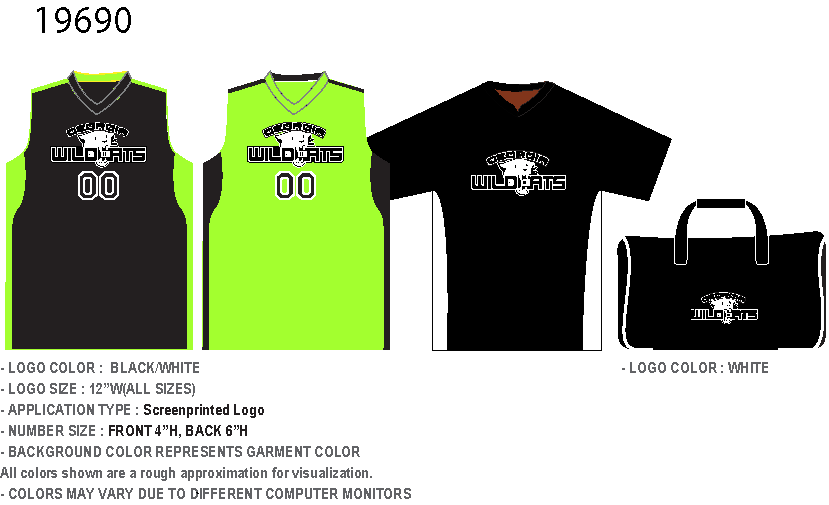 19690
GEORGIA
WILDCATS
00
GEORGIA
WILDCATS
00
GEORGIA
WILDCATS
GEORGIA
WILDCATS
- LOGO COLOR : BLACK/WHITE
- LOGO SIZE : 12”W(ALL SIZES)
- APPLICATION TYPE : Screenprinted Logo
- NUMBER SIZE : FRONT 4”H, BACK 6”H
- BACKGROUND COLOR REPRESENTS GARMENT COLOR
All colors shown are a rough approximation for visualization.
- COLORS MAY VARY DUE TO DIFFERENT COMPUTER MONITORS
- LOGO COLOR : WHITE